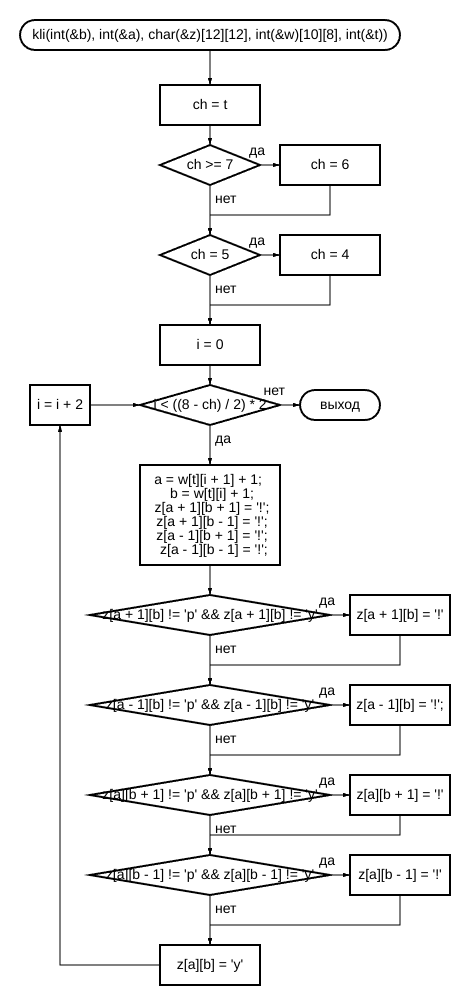 kli(int(&b), int(&a), char(&z)[12][12], int(&w)[10][8], int(&t))
ch = t
да
ch >= 7
ch = 6
нет
да
ch = 5
ch = 4
нет
i = 0
нет
i = i + 2
i < ((8 - ch) / 2) * 2
выход
да
a = w[t][i + 1] + 1;
b = w[t][i] + 1;
z[a + 1][b + 1] = '!';
z[a + 1][b - 1] = '!';
z[a - 1][b + 1] = '!';
z[a - 1][b - 1] = '!';
да
z[a + 1][b] != 'p' && z[a + 1][b] != 'y'
z[a + 1][b] = '!'
нет
да
z[a - 1][b] != 'p' && z[a - 1][b] != 'y'
z[a - 1][b] = '!';
нет
да
z[a][b + 1] != 'p' && z[a][b + 1] != 'y'
z[a][b + 1] = '!'
нет
да
z[a][b - 1] != 'p' && z[a][b - 1] != 'y'
z[a][b - 1] = '!'
нет
z[a][b] = 'y'